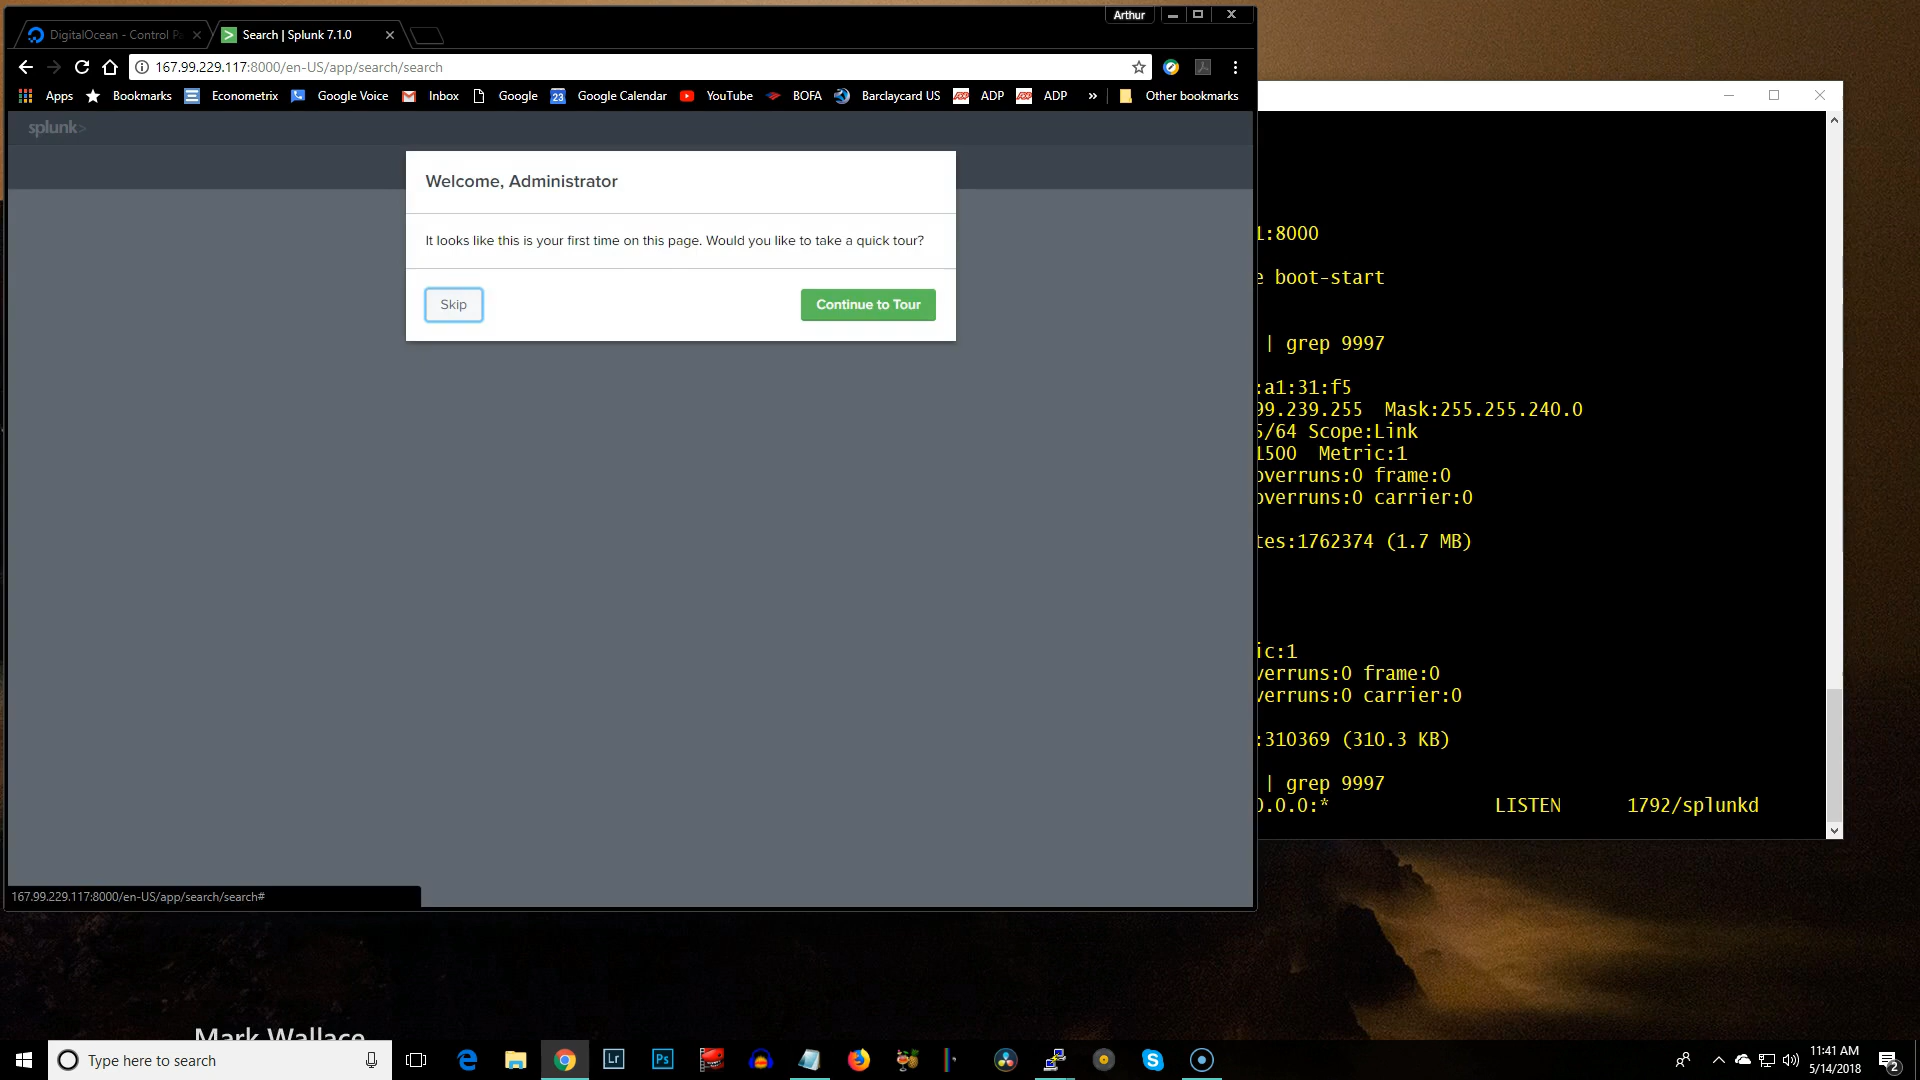 Arthur
DigitalOcean - Control P
Search | Splunk 7.1.0
167.99.229.117:8000/en-US/app/search/search
Apps
Bookmarks
Econometrix
Google Voice
Inbox
Google
23
Google Calendar
YouTube
BOFA
Barclaycard US
ADP
ADP
»
Other bookmarks
splunk>
Welcome, Administrator
It looks like this is your first time on this page. Would you like to take a quick tour?
Skip
Continue to Tour
:8000
boot-start
| grep 9997
:a1:31:f5
99.239.255 Mask:255.255.240.0
/64 Scope:Link
1500 Metric:1
overruns:0 frame:0
overruns:0 carrier:0
tes:1762374 (1.7 MB)
ic:1
verruns:0 frame:0
verruns:0 carrier:0
:310369 (310.3 KB)
| grep 9997
0.0.0:* LISTEN 1792/splunkd
167.99.229.117:8000/en-US/app/search/search#
Mark Wallace
Type here to search
Lr
Ps
11:41 AM
5/14/2018
2